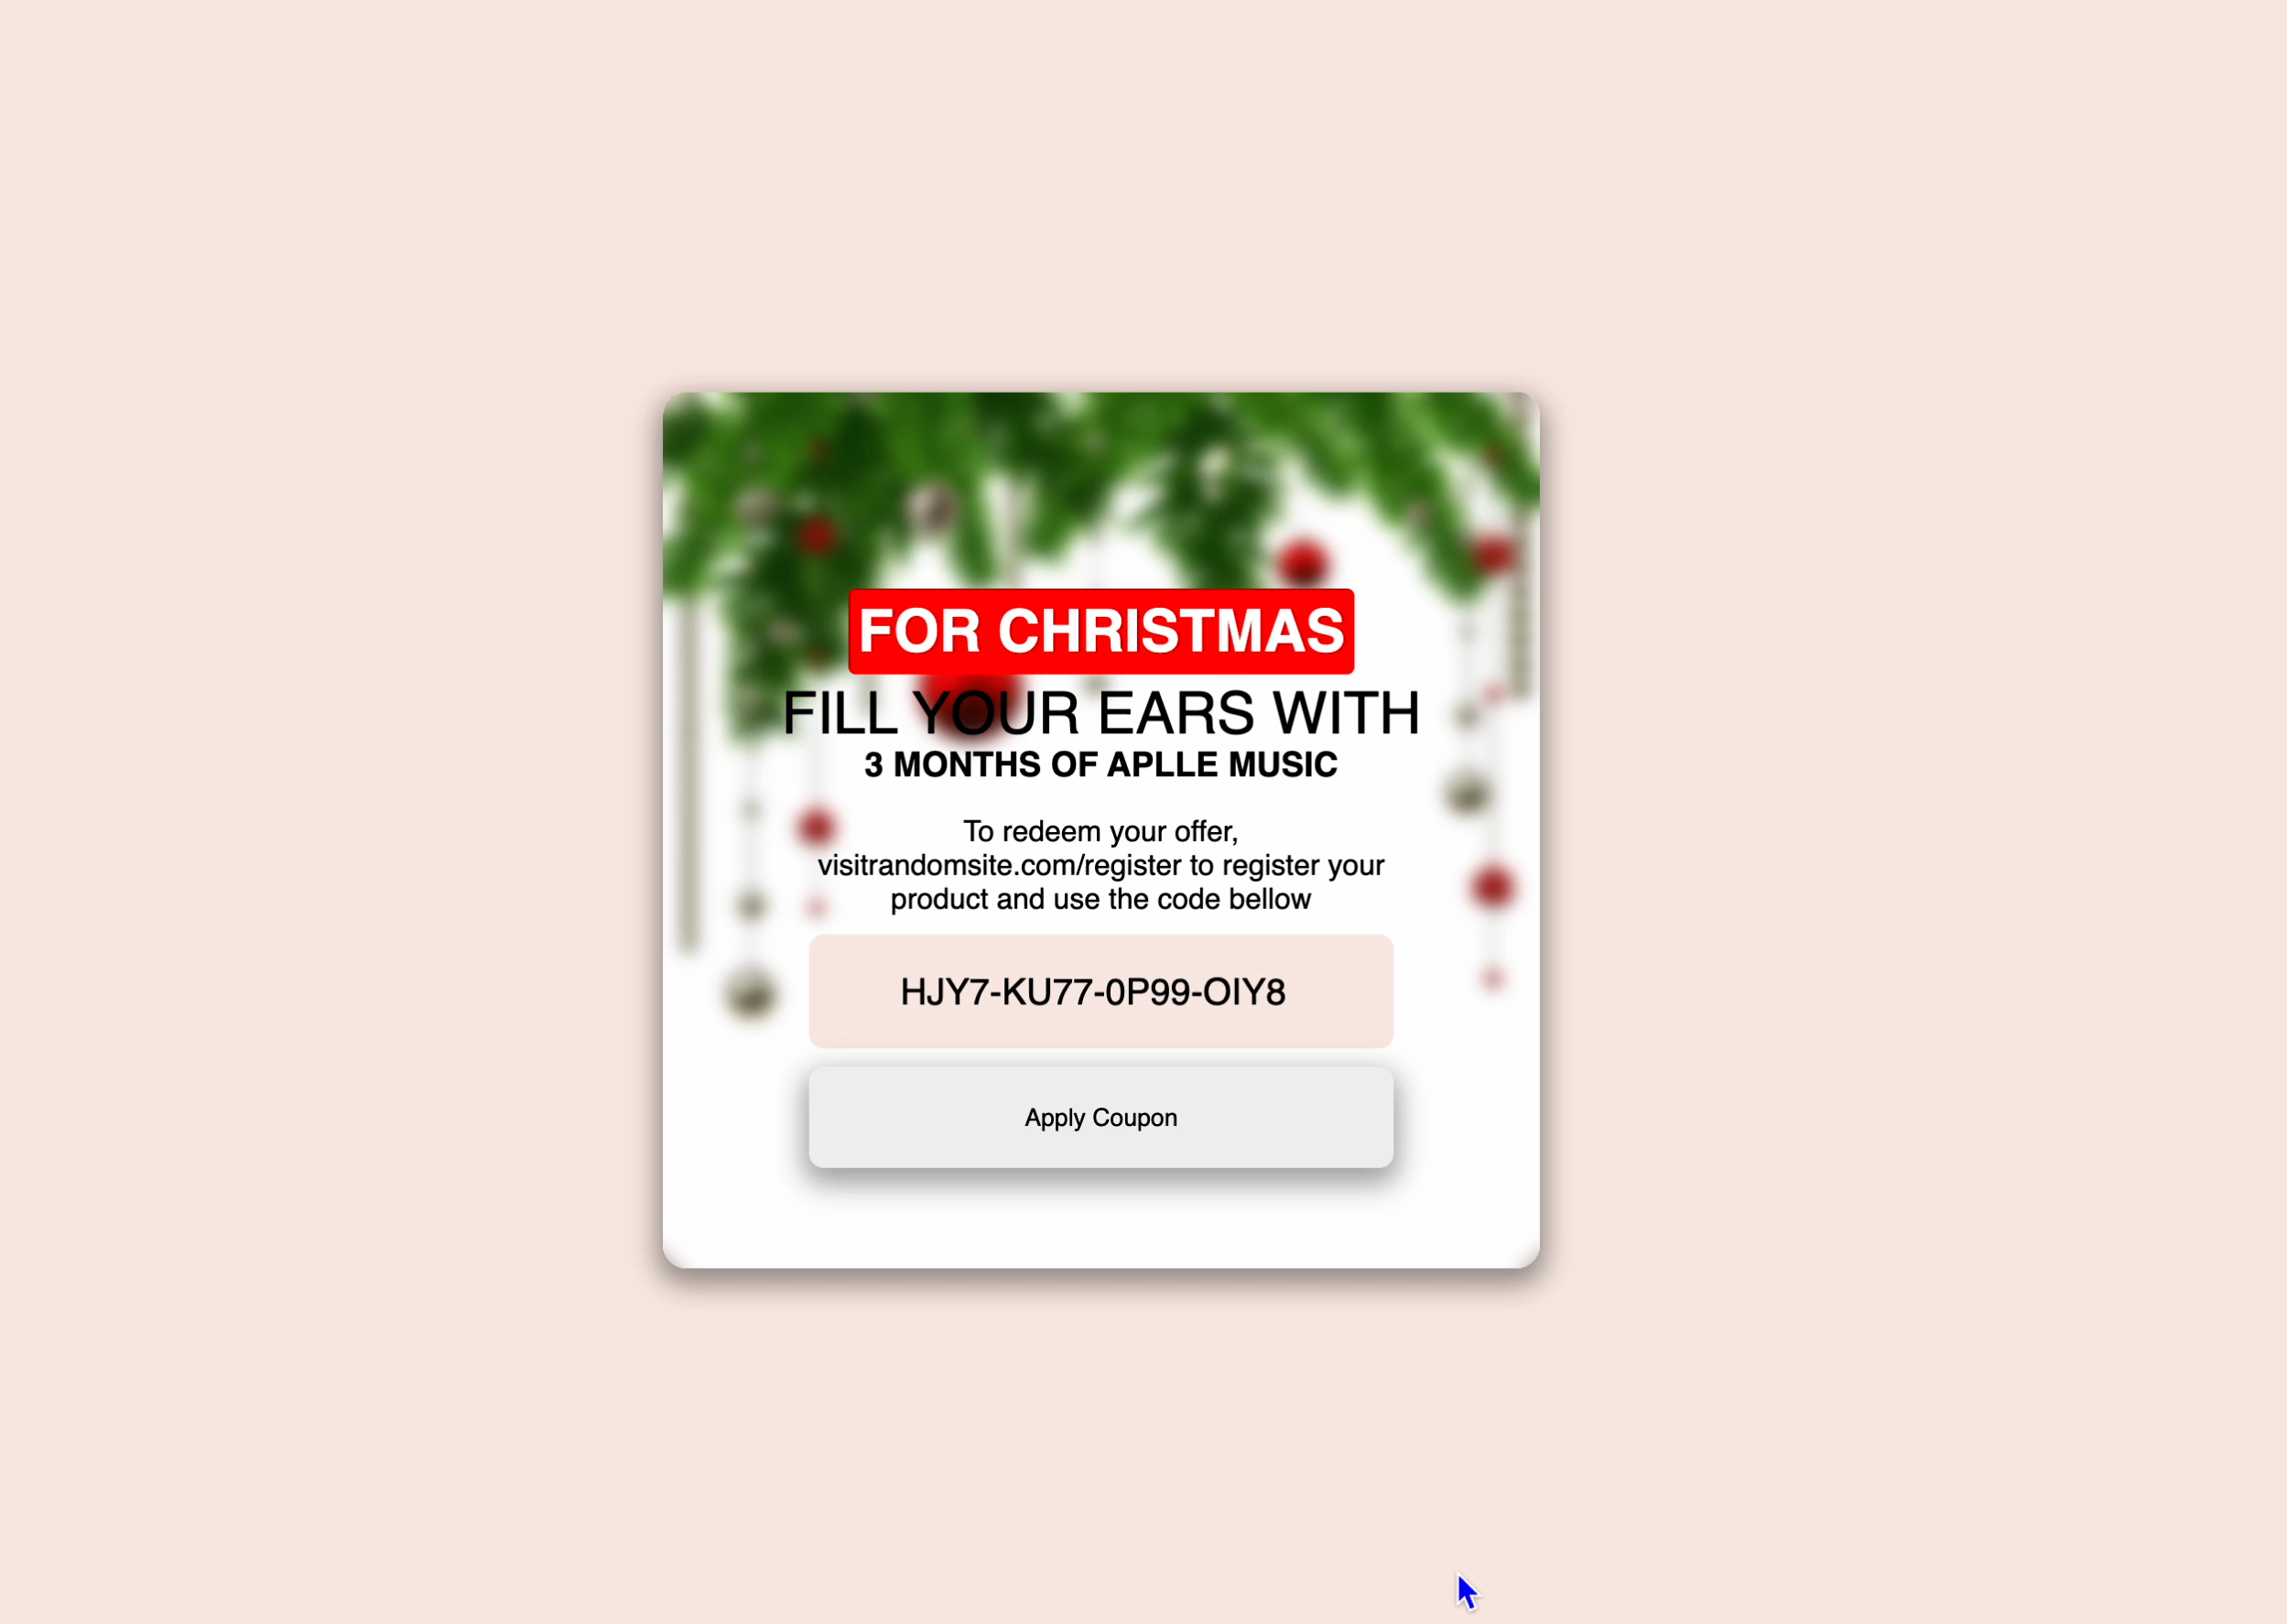 FOR CHRISTMAS
FILL YOUR EARS WITH
3 MONTHS OF APLLE MUSIC
To redeem your offer,
visitrandomsite.com/register to register your
product and use the code bellow
HJY7-KU77-0P99-OIY8
Apply Coupon